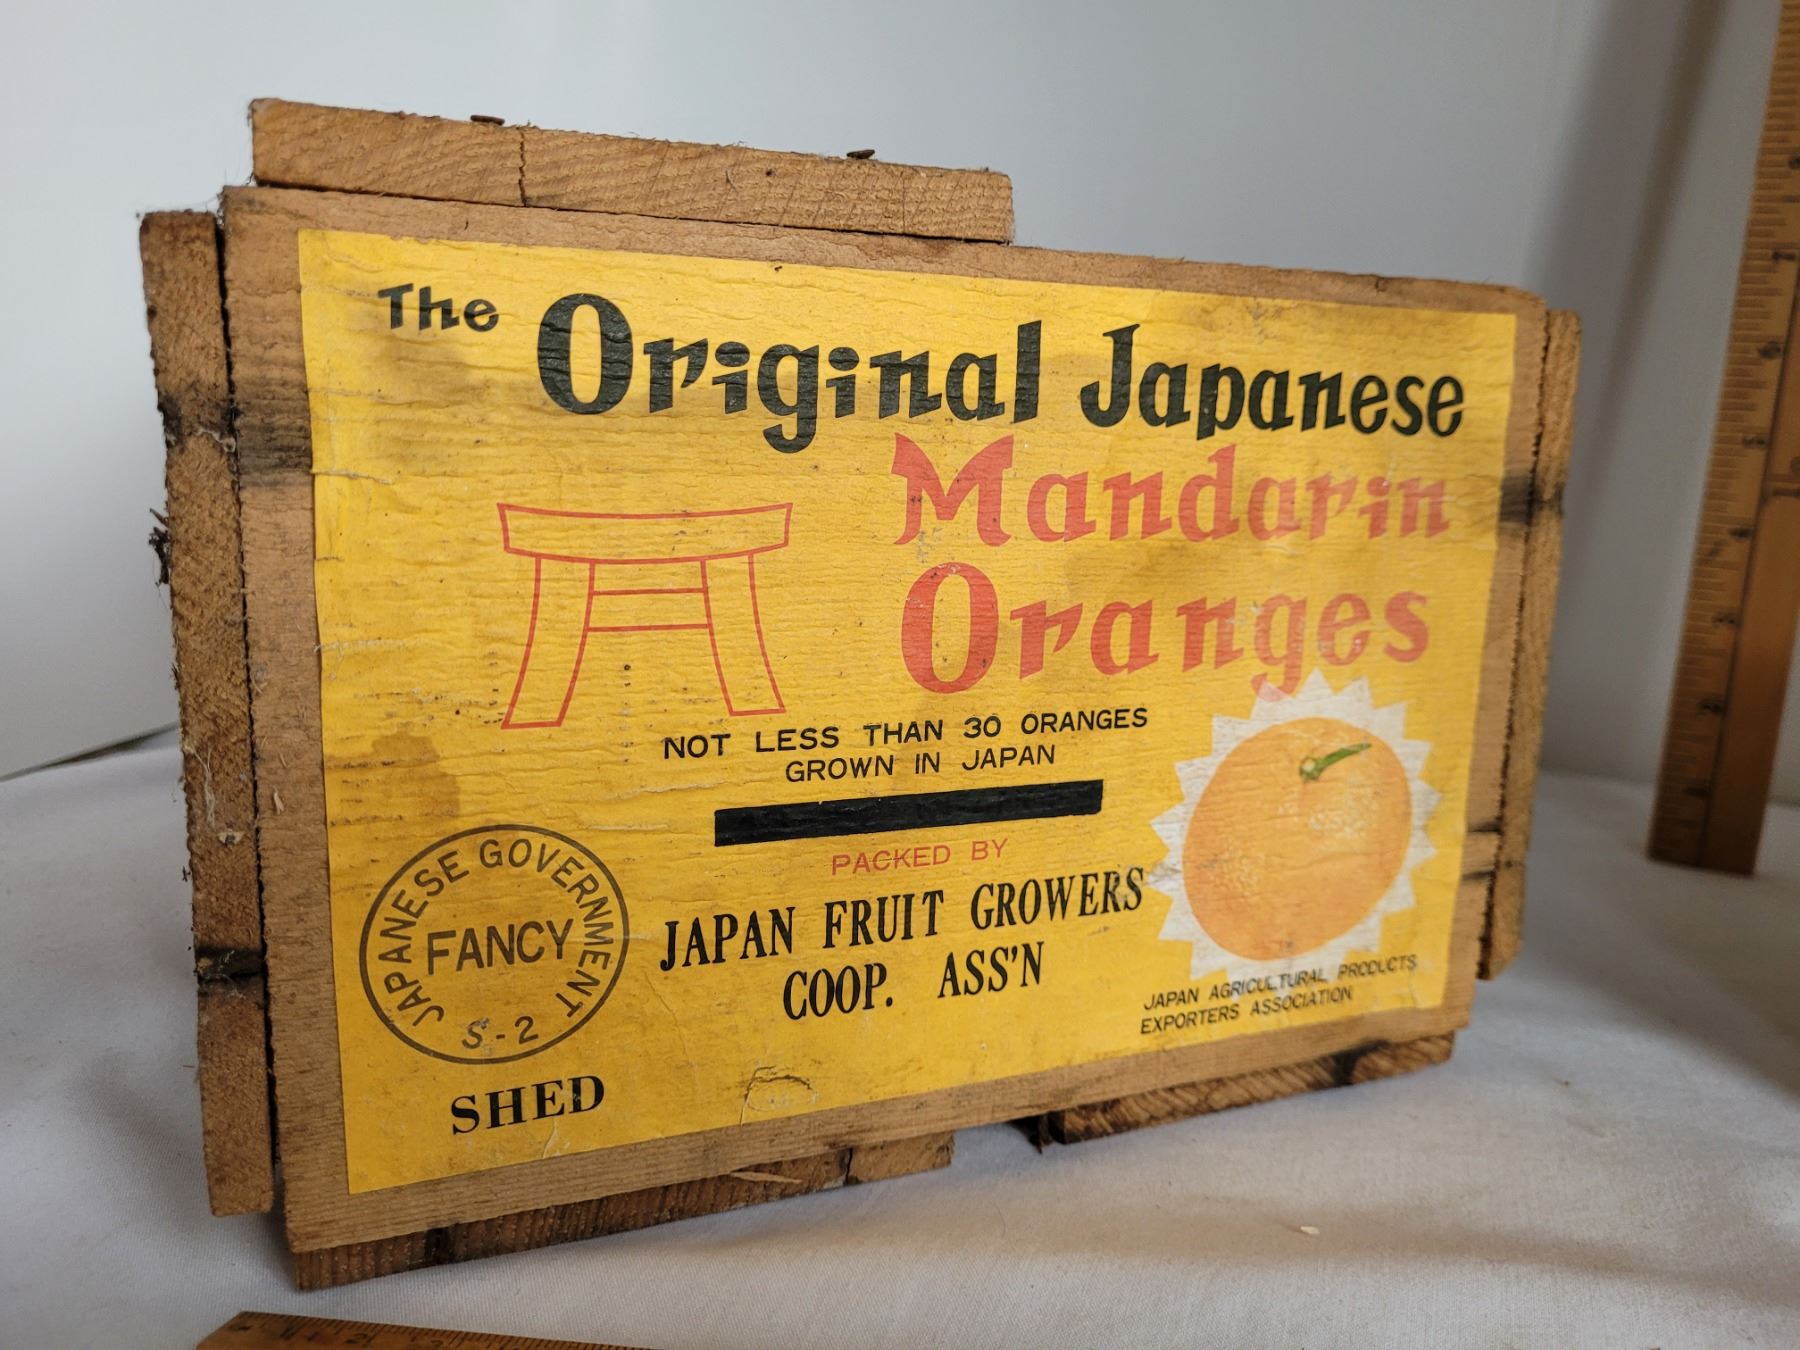 The Original Japanese
Mandarin
Oranges
NOT LESS THAN 30 ORANGES
GROWN IN JAPAN
PACKED BY
JAPAN FRUIT GROWERS
COOP. ASS'N
JAPANESE GOVERNMENT
FANCY
S-2
SHED
JAPAN AGRICULTURAL PRODUCTS
EXPORTERS ASSOCIATION